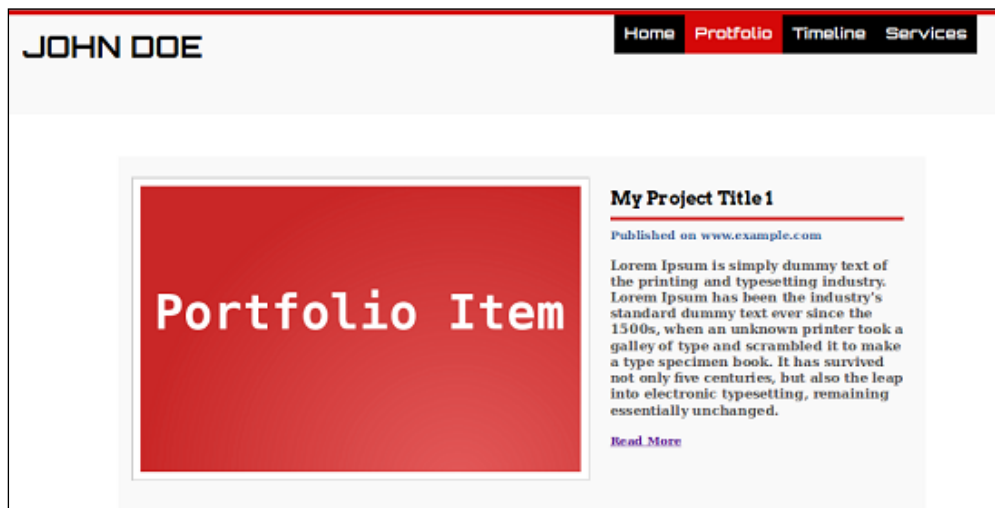 JOHN DOE
Home Protfolio Timeline Services
Portfolio Item
My Project Title 1
Published on www.example.com
Lorem Ipsum is simply dummy text of
the printing and typesetting industry.
Lorem Ipsum has been the industry's
standard dummy text ever since the
1500s, when an unknown printer took a
galley of type and scrambled it to make
a type specimen book. It has survived
not only five centuries, but also the leap
into electronic typesetting, remaining
essentially unchanged.
Read More